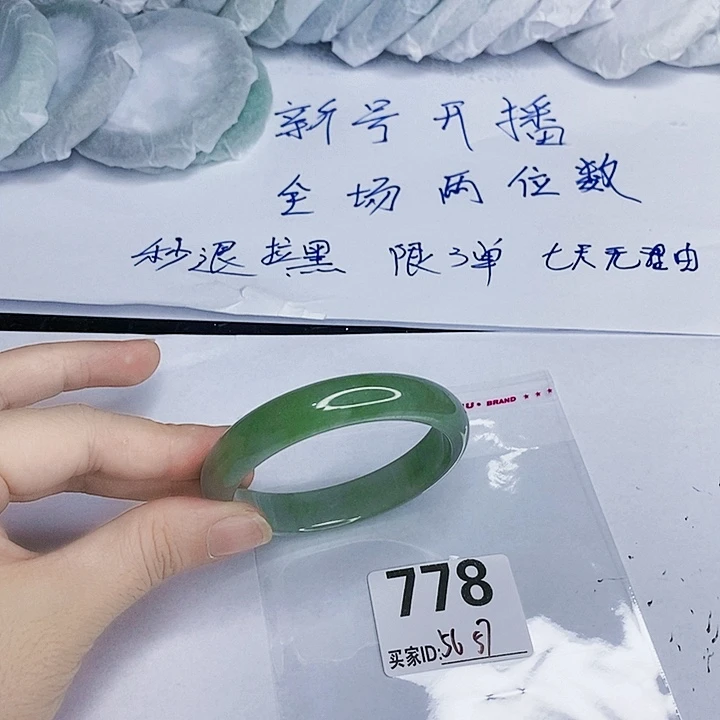 新号开播
全场两位数
秒退拉黑 限3单 七天无理由
U• BRAND ★ ★ ★
778
买家ID:5657